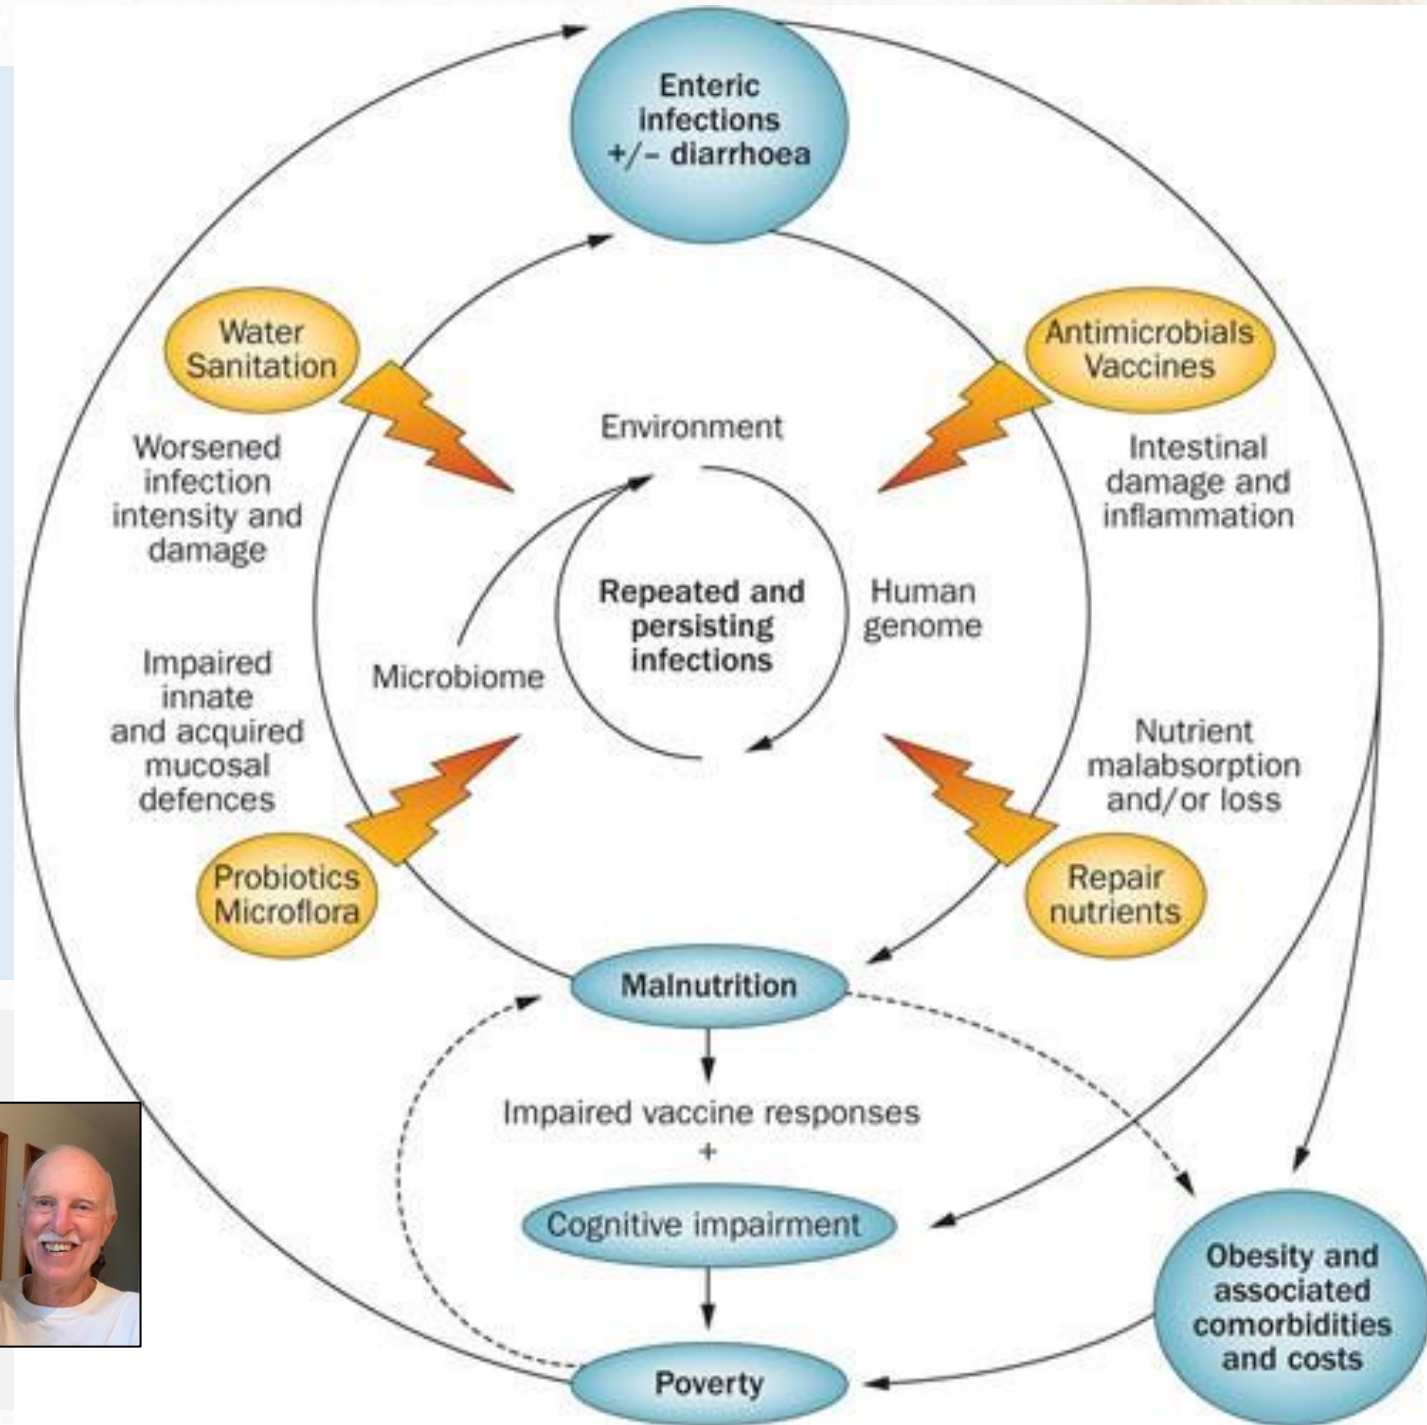 Enteric
infections
+/– diarrhoea
Water
Sanitation
Antimicrobials
Vaccines
Worsened
infection
intensity and
damage
Environment
Intestinal
damage and
inflammation
Repeated and
persisting
infections
Human
genome
Microbiome
Impaired
innate
and acquired
mucosal
defences
Nutrient
malabsorption
and/or loss
Probiotics
Microflora
Repair
nutrients
Malnutrition
Impaired vaccine responses
+
Cognitive impairment
Obesity and
associated
comorbidities
and costs
Poverty